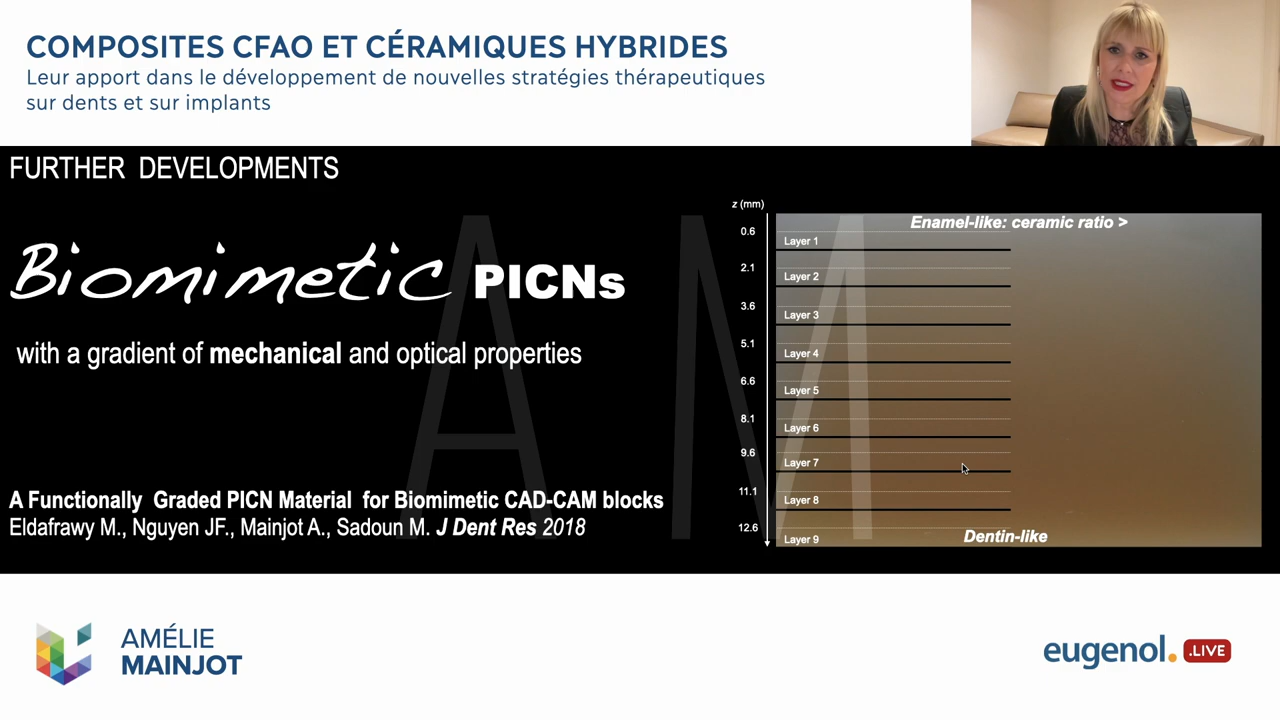 COMPOSITES CFAO ET CÉRAMIQUES HYBRIDES
Leur apport dans le développement de nouvelles stratégies thérapeutiques
sur dents et sur implants
FURTHER DEVELOPMENTS
Biomimetic PICNs
with a gradient of mechanical and optical properties
A Functionally Graded PICN Material for Biomimetic CAD-CAM blocks
Eldafrawy M., Nguyen JF., Mainjot A., Sadoun M. J Dent Res 2018
A M
z (mm)
Enamel-like: ceramic ratio >
0.6
Layer 1
2.1
Layer 2
3.6
Layer 3
5.1
Layer 4
6.6
Layer 5
8.1
Layer 6
9.6
Layer 7
11.1
Layer 8
12.6
Layer 9
Dentin-like
AMÉLIE
MAINJOT
eugenol. .LIVE